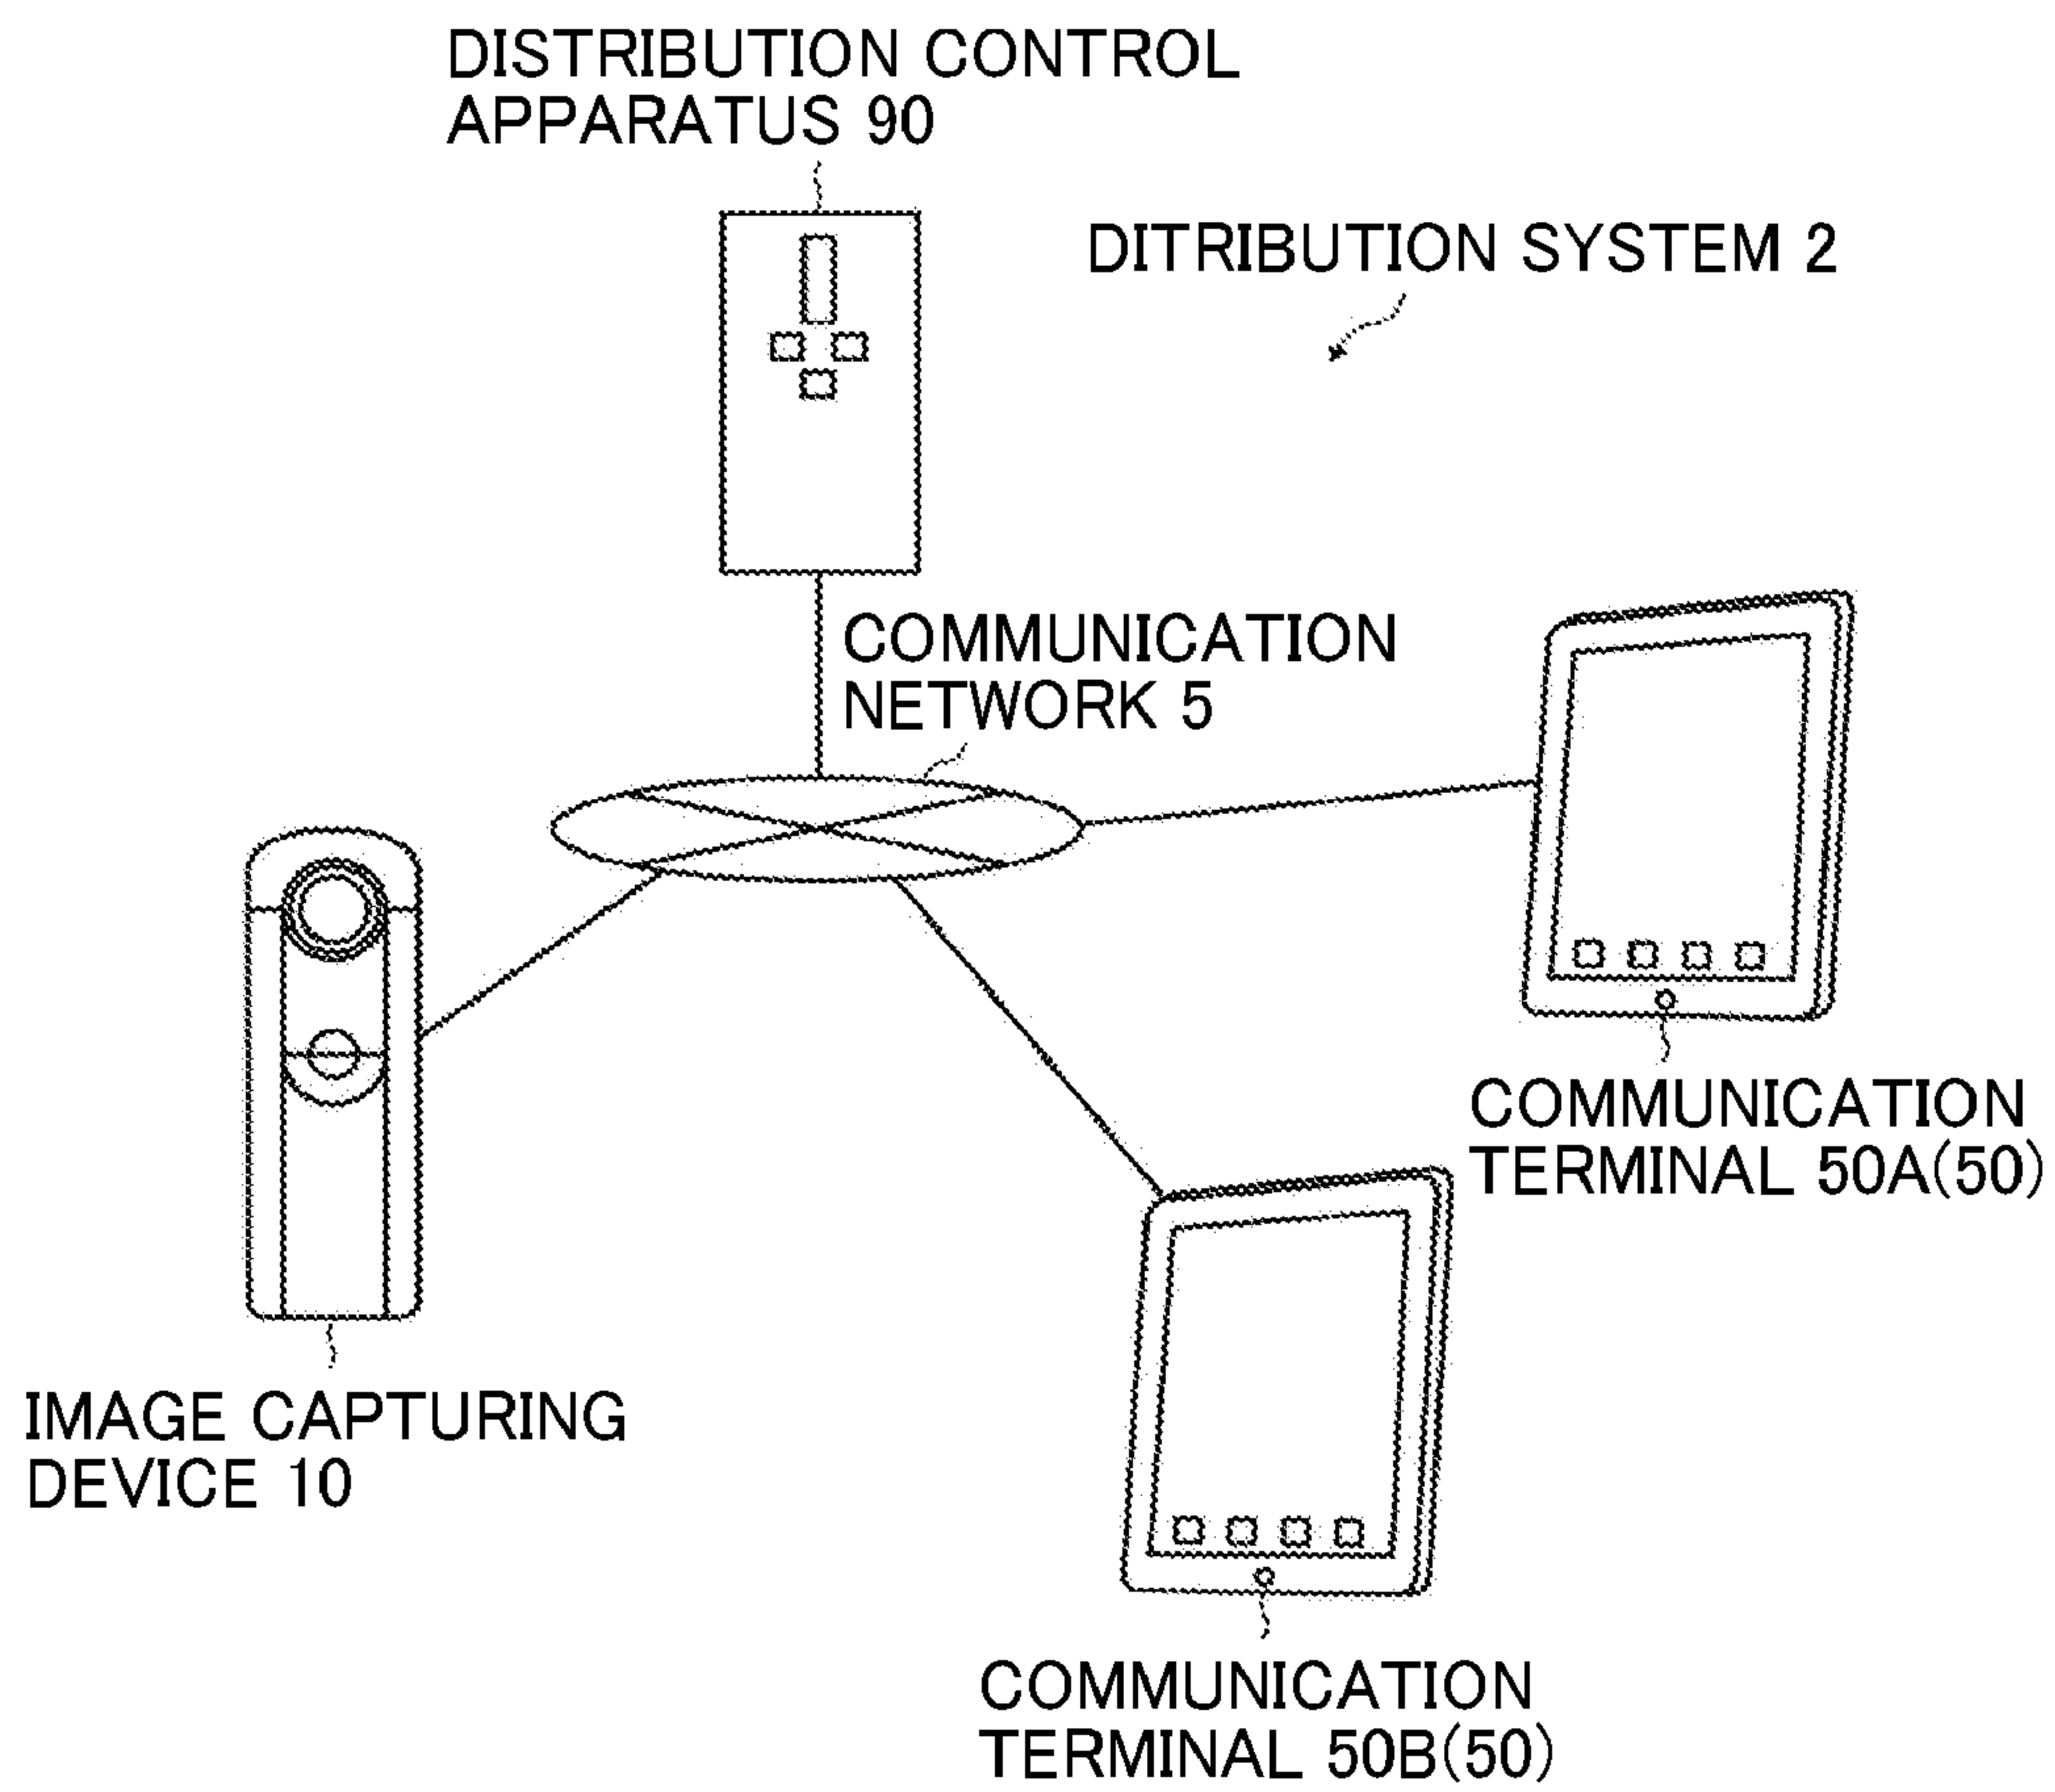 DISTRIBUTION CONTROL
APPARATUS 90
DITRIBUTION SYSTEM 2
COMMUNICATION
NETWORK 5
COMMUNICATION
TERMINAL 50A(50)
IMAGE CAPTURING
DEVICE 10
COMMUNICATION
TERMINAL 50B(50)